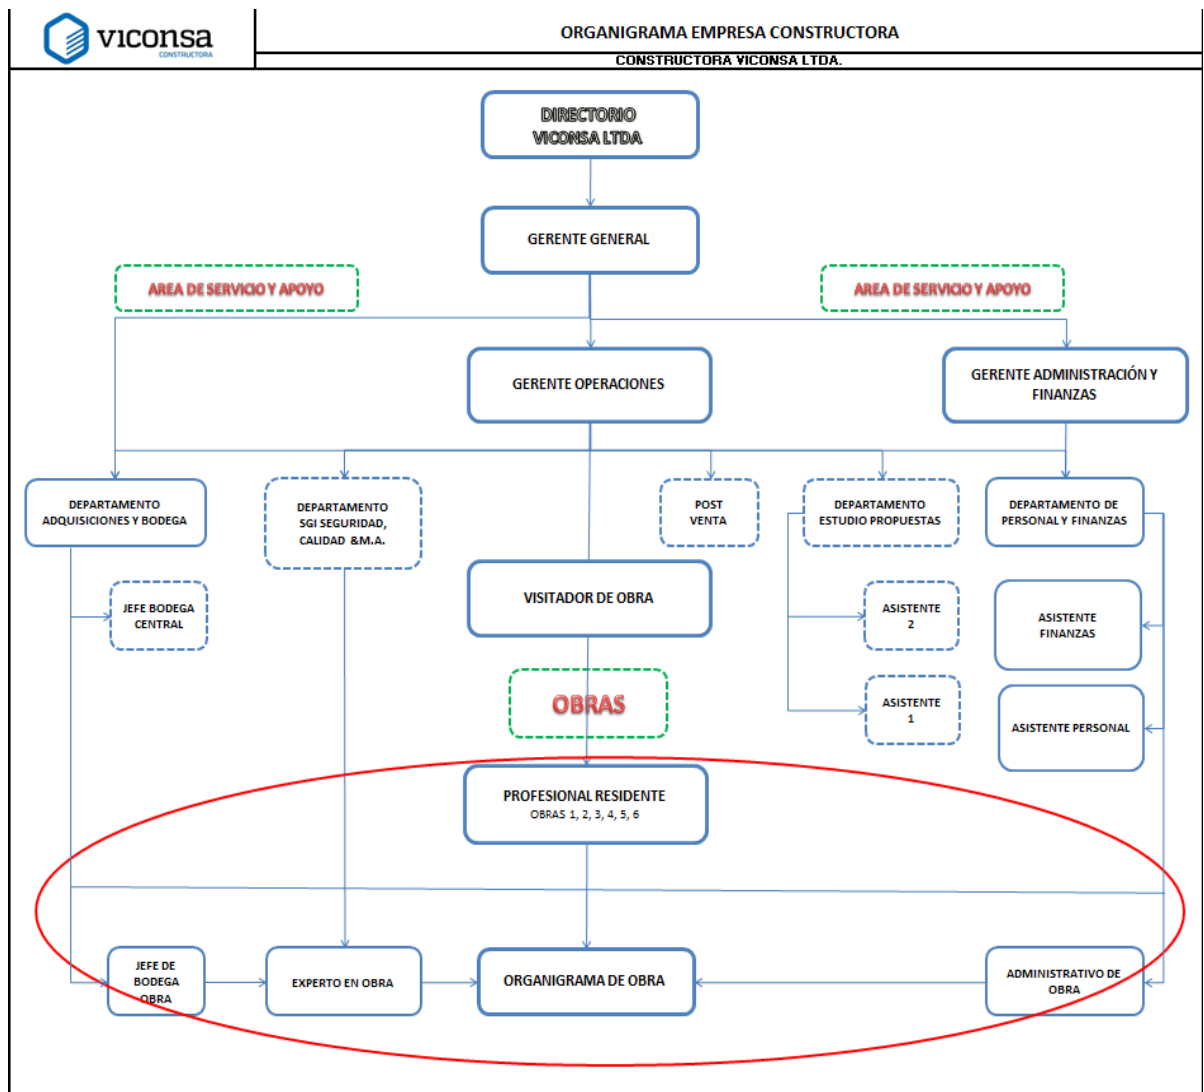 viconsa
CONSTRUCTORA
ORGANIGRAMA EMPRESA CONSTRUCTORA
CONSTRUCTORA VICONSA LTDA.
DIRECTORIO
VICONSA LTDA
GERENTE GENERAL
AREA DE SERVICIO Y APOYO
AREA DE SERVICIO Y APOYO
GERENTE OPERACIONES
GERENTE ADMINISTRACIÓN Y
FINANZAS
DEPARTAMENTO
ADQUISICIONES Y BODEGA
DEPARTAMENTO
SGI SEGURIDAD,
CALIDAD &M.A.
POST
VENTA
DEPARTAMENTO
ESTUDIO PROPUESTAS
DEPARTAMENTO DE
PERSONAL Y FINANZAS
JEFE BODEGA
CENTRAL
VISITADOR DE OBRA
ASISTENTE
2
ASISTENTE
FINANZAS
OBRAS
ASISTENTE
1
ASISTENTE PERSONAL
PROFESIONAL RESIDENTE
OBRAS 1, 2, 3, 4, 5, 6
JEFE DE
BODEGA
OBRA
EXPERTO EN OBRA
ORGANIGRAMA DE OBRA
ADMINISTRATIVO DE
OBRA